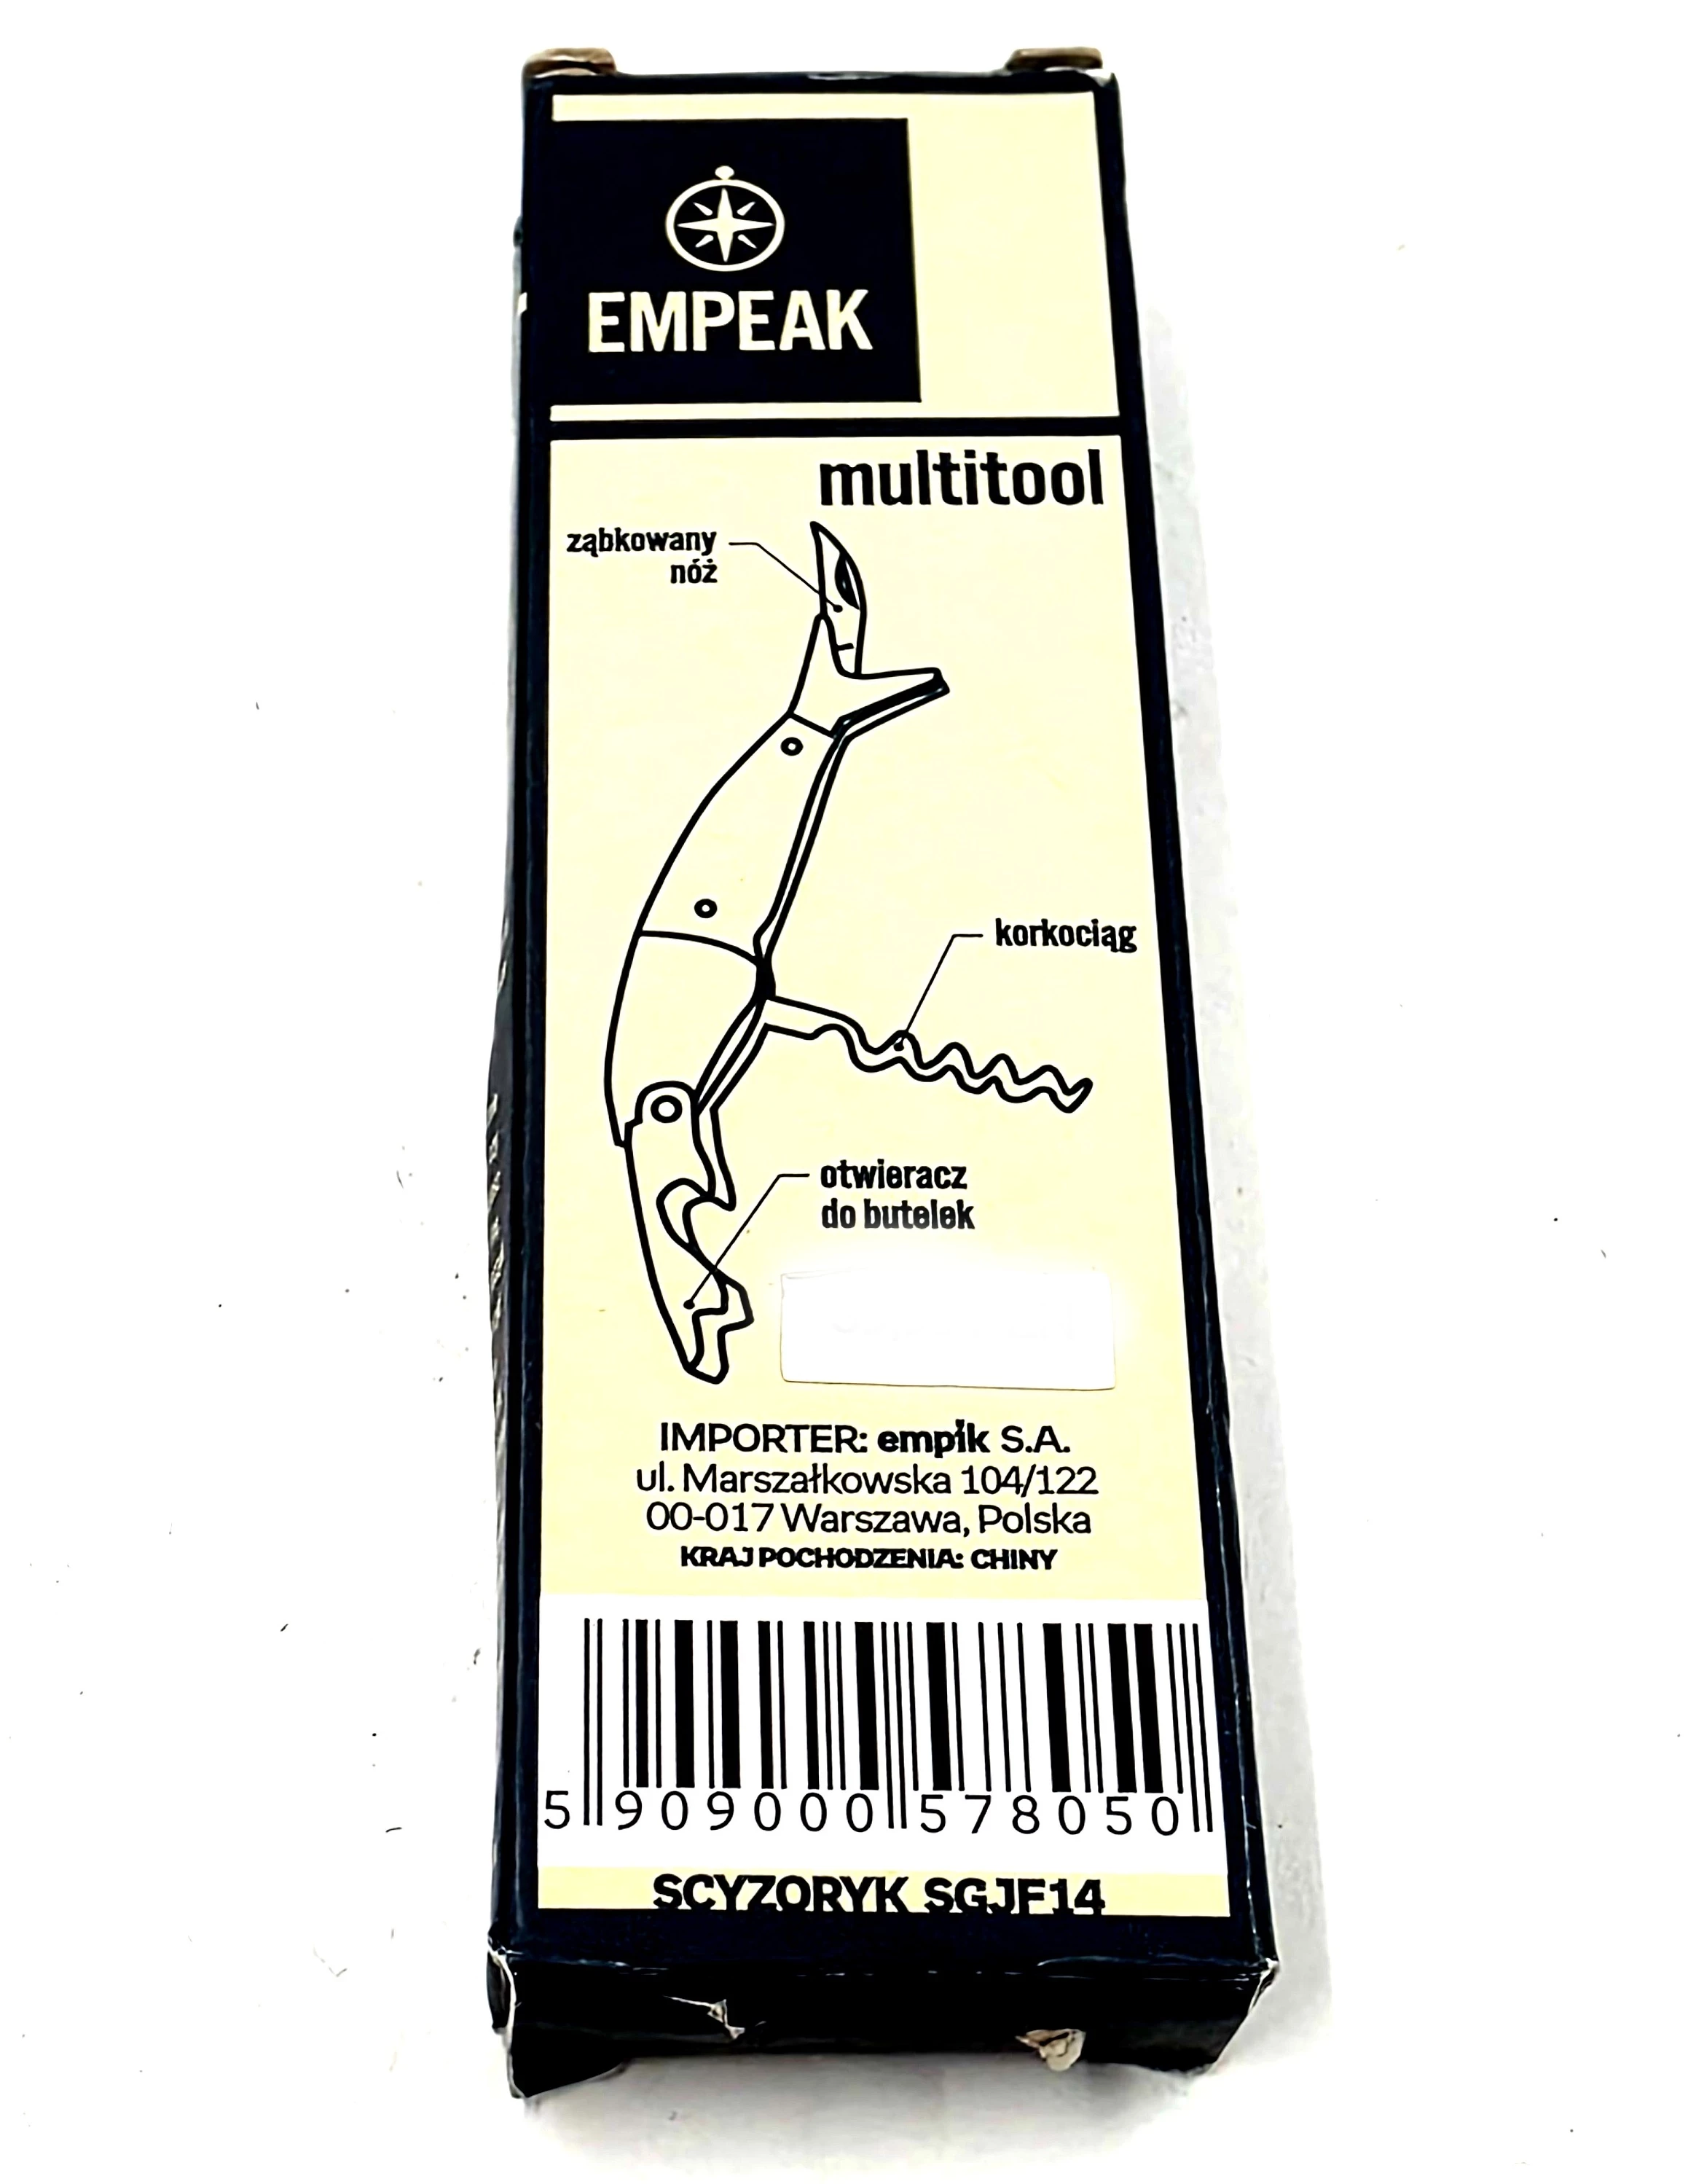 EMPEAK
multitool
ząbkowany
nóż
korkociąg
otwieracz
do butelek
IMPORTER: empik S.A.
ul. Marszałkowska 104/122
00-017 Warszawa, Polska
KRAJ POCHODZENIA: CHINY
5 909000 578050
SCYZORYK SGJF14